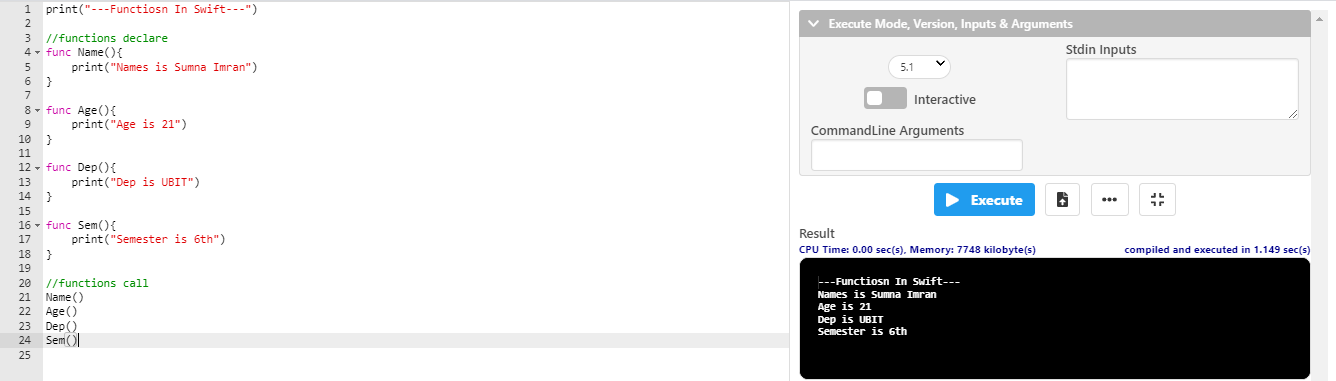 1 print("---Functiosn In Swift---")
2
3 //functions declare
4 func Name(){
5 print("Names is Sumna Imran")
6 }
7
8 func Age(){
9 print("Age is 21")
10 }
11
12 func Dep(){
13 print("Dep is UBIT")
14 }
15
16 func Sem(){
17 print("Semester is 6th")
18 }
19
20 //functions call
21 Name()
22 Age()
23 Dep()
24 Sem()
25
Execute Mode, Version, Inputs & Arguments
5.1
Interactive
Stdin Inputs
CommandLine Arguments
Execute
Result
CPU Time: 0.00 sec(s), Memory: 7748 kilobyte(s)
compiled and executed in 1.149 sec(s)
---Functiosn In Swift---
Names is Sumna Imran
Age is 21
Dep is UBIT
Semester is 6th